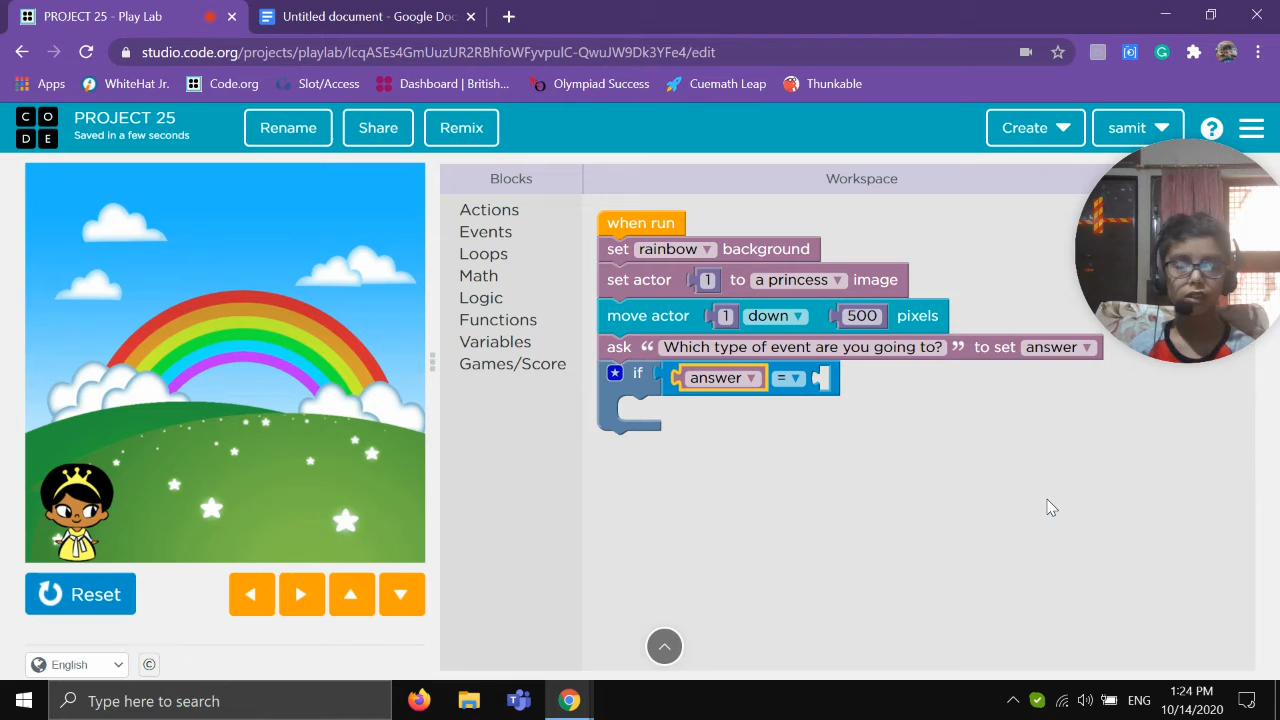 PROJECT 25 - Play Lab
Untitled document - Google Doc
studio.code.org/projects/playlab/lcqASEs4GmUuzUR2RBhfoWFyvpulC-QwuJW9Dk3YFe4/edit
Apps WhiteHat Jr. Code.org Slot/Access Dashboard | British... Olympiad Success Cuemath Leap Thunkable
CO
DE
PROJECT 25
Saved in a few seconds
Rename Share Remix Create samit ?
Blocks Workspace
Actions
Events
Loops
Math
Logic
Functions
Variables
Games/Score
when run
set rainbow background
set actor 1 to a princess image
move actor 1 down 500 pixels
ask “ Which type of event are you going to? ” to set answer
if answer =
Reset
English ©
Type here to search
ENG
1:24 PM
10/14/2020